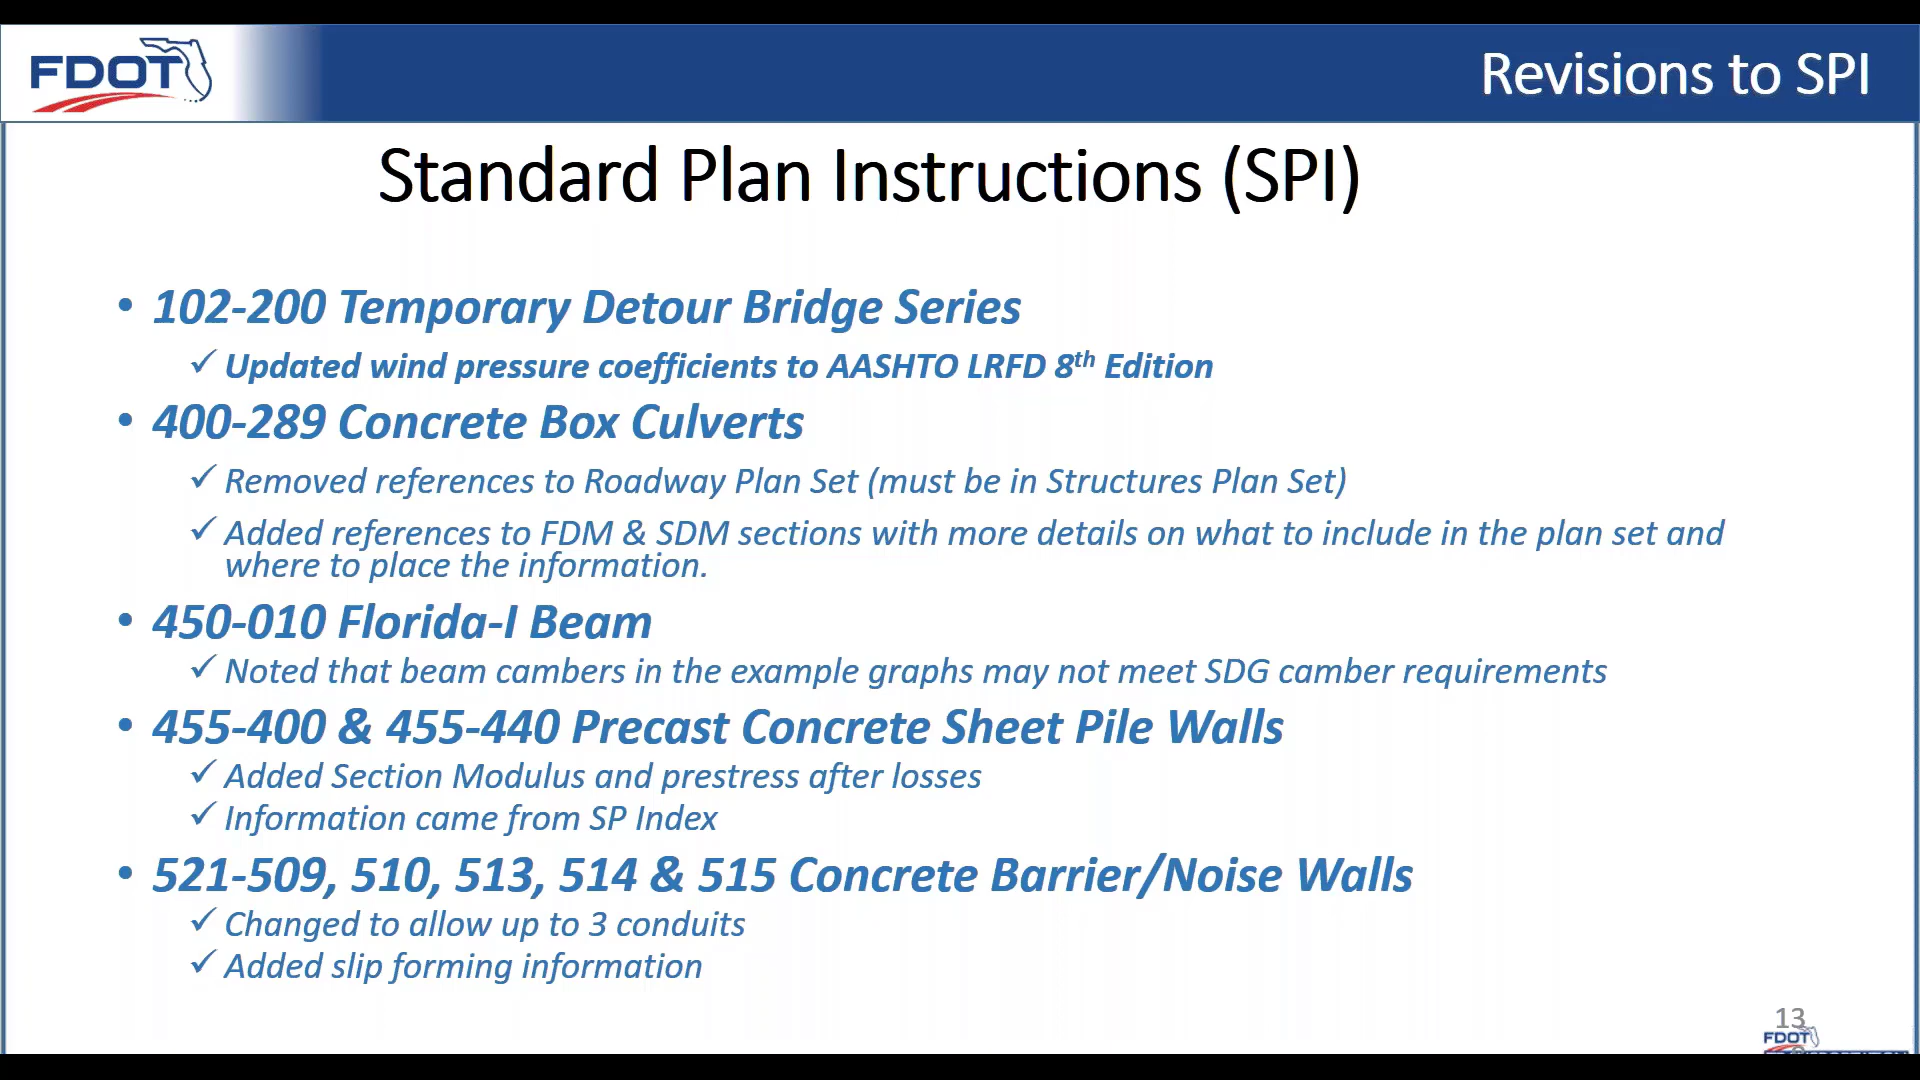 FDOT
Revisions to SPI
Standard Plan Instructions (SPI)
• 102-200 Temporary Detour Bridge Series
✓ Updated wind pressure coefficients to AASHTO LRFD 8th Edition
• 400-289 Concrete Box Culverts
✓ Removed references to Roadway Plan Set (must be in Structures Plan Set)
✓ Added references to FDM & SDM sections with more details on what to include in the plan set and
where to place the information.
• 450-010 Florida-I Beam
✓ Noted that beam cambers in the example graphs may not meet SDG camber requirements
• 455-400 & 455-440 Precast Concrete Sheet Pile Walls
✓ Added Section Modulus and prestress after losses
✓ Information came from SP Index
• 521-509, 510, 513, 514 & 515 Concrete Barrier/Noise Walls
✓ Changed to allow up to 3 conduits
✓ Added slip forming information
13
FDOT